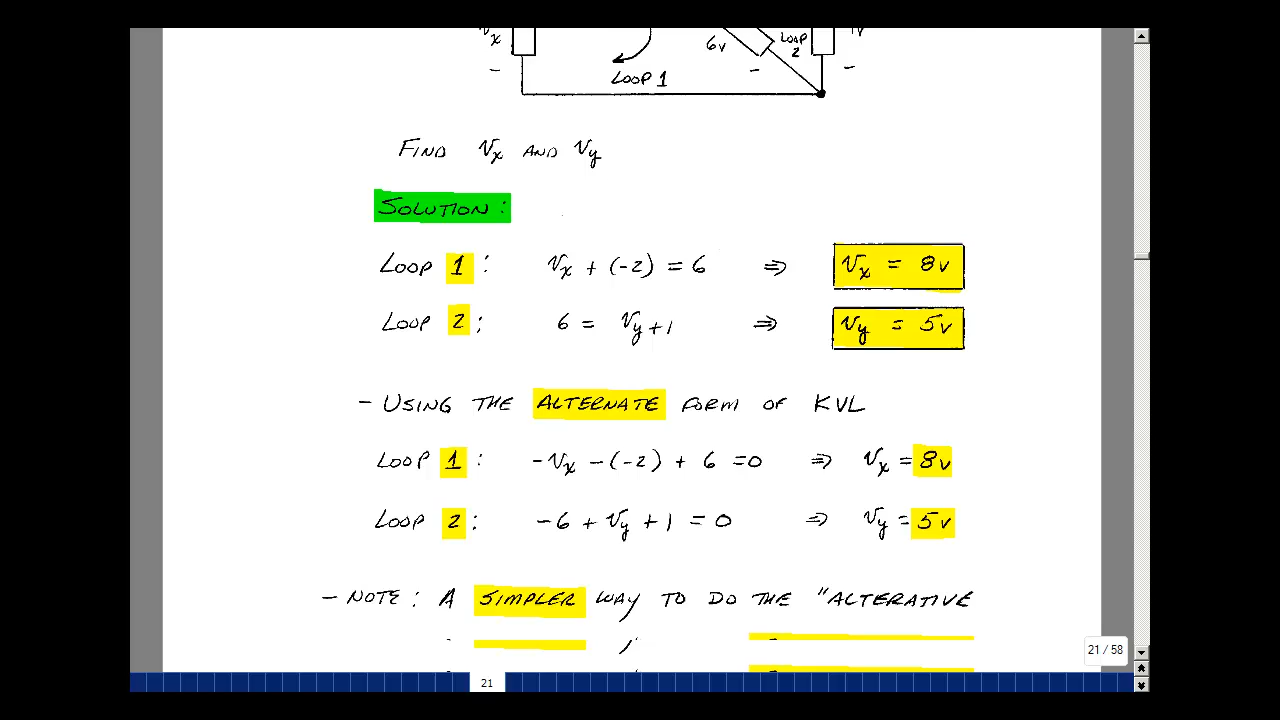 Vx
6V
LOOP 2
1V
-
-
-
LOOP 1
FIND Vx AND Vy
SOLUTION:
LOOP 1: Vx + (-2) = 6 ⇒ Vx = 8V
LOOP 2: 6 = Vy + 1 ⇒ Vy = 5V
- USING THE ALTERNATE FORM OF KVL
LOOP 1: -Vx - (-2) + 6 = 0 ⇒ Vx = 8V
LOOP 2: -6 + Vy + 1 = 0 ⇒ Vy = 5V
- NOTE: A SIMPLER WAY TO DO THE "ALTERATIVE
21 / 58
21